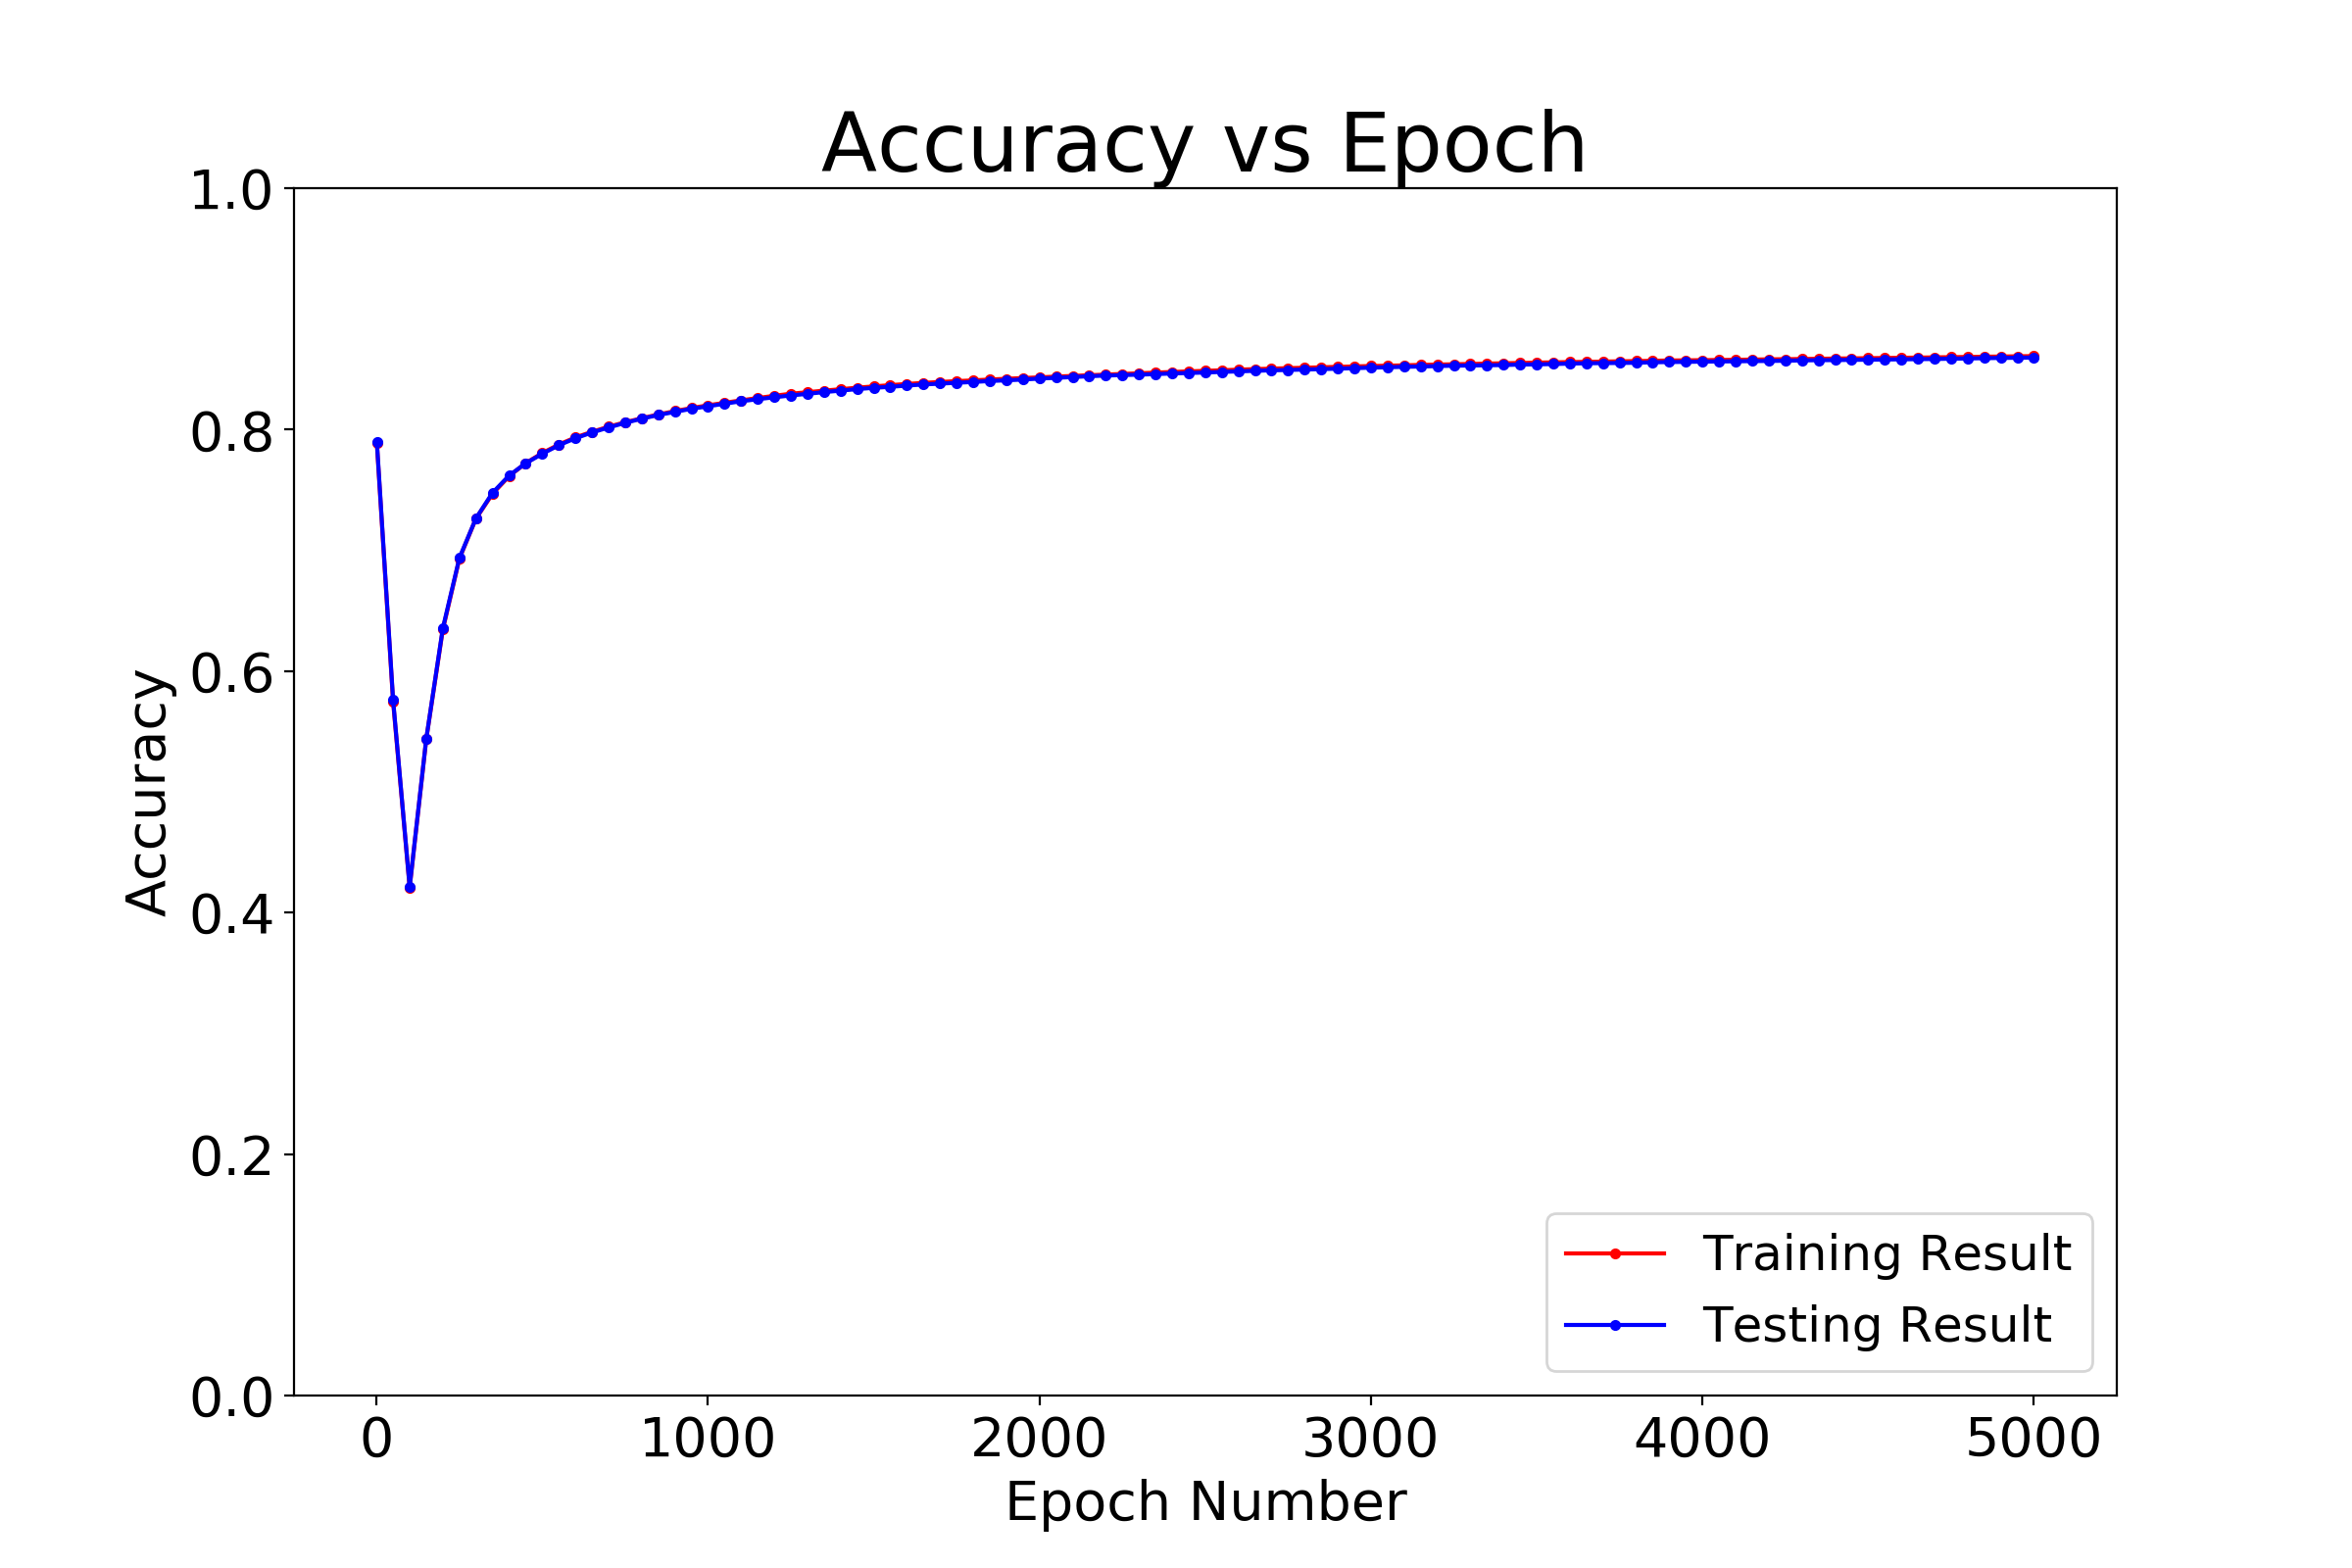 Accuracy vs Epoch
1.0
0.8
0.6
0.4
0.2
0.0
Accuracy
0 1000 2000 3000 4000 5000
Epoch Number
Training Result
Testing Result